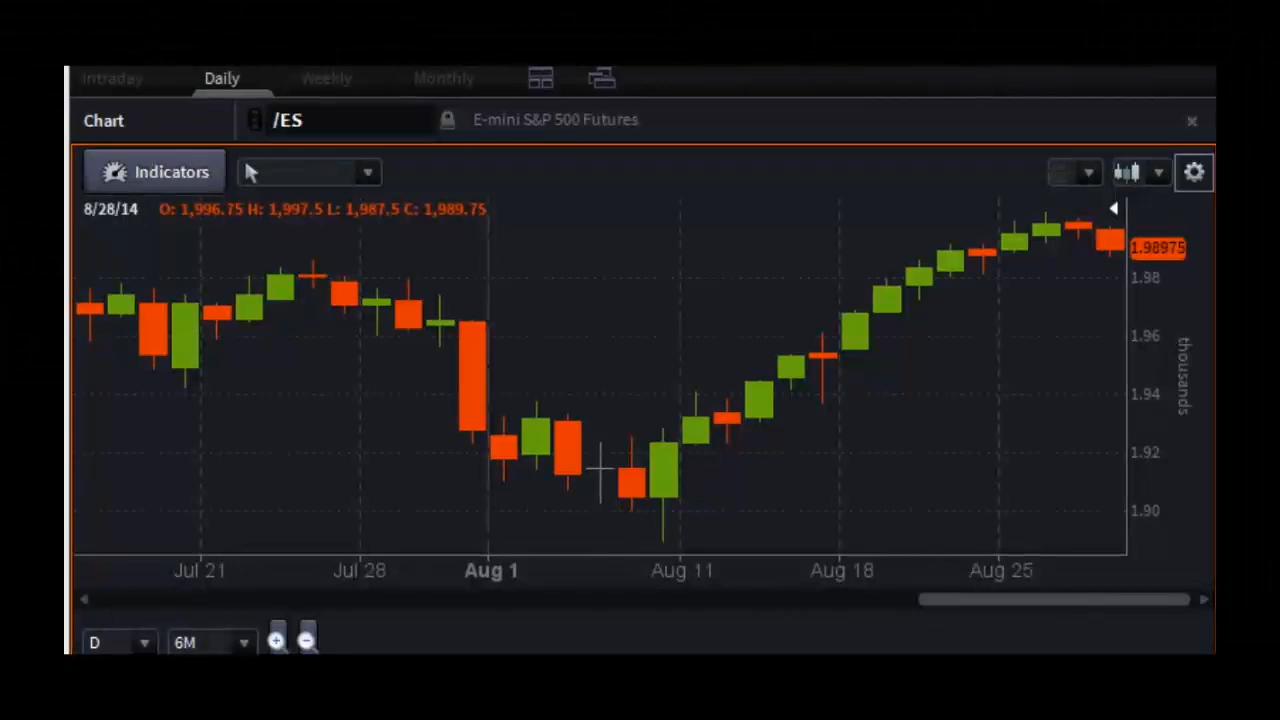 Intraday Daily Weekly Monthly
Chart /ES E-mini S&P 500 Futures ×
Indicators
8/28/14 O: 1,996.75 H: 1,997.5 L: 1,987.5 C: 1,989.75
1.98975
1.98
1.96
1.94
1.92
1.90
thousands
Jul 21 Jul 28 Aug 1 Aug 11 Aug 18 Aug 25
D 6M